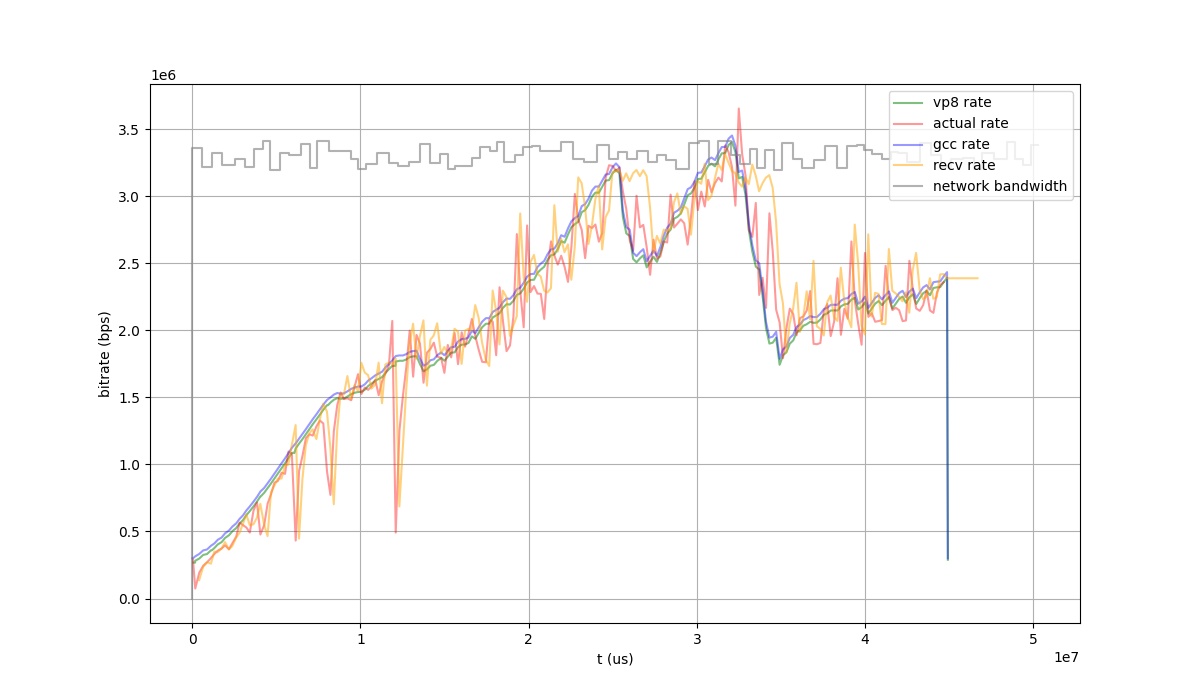 1e6
vp8 rate
actual rate
gcc rate
recv rate
network bandwidth
3.5
3.0
2.5
2.0
1.5
1.0
0.5
0.0
bitrate (bps)
0 1 2 3 4 5
t (us)
1e7